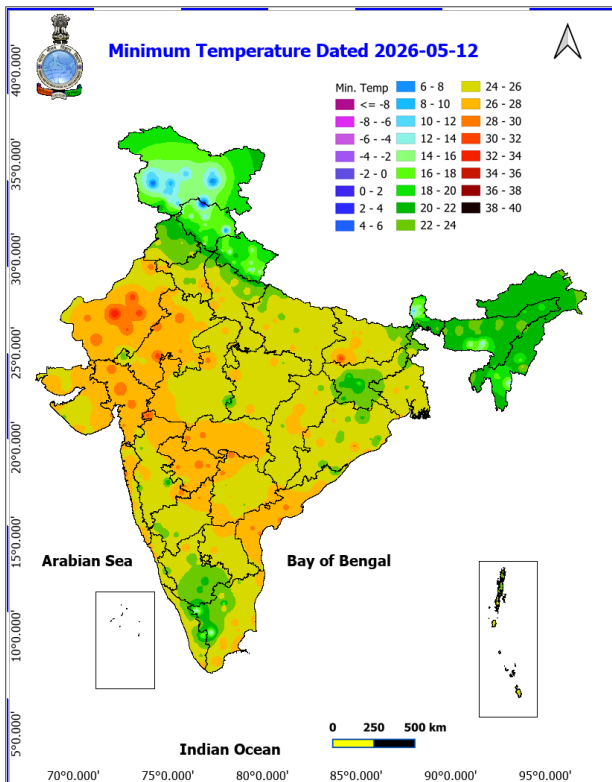 Minimum Temperature Dated 2026-05-12
Min. Temp
<= -8
-8 - -6
-6 - -4
-4 - -2
-2 - 0
0 - 2
2 - 4
4 - 6
6 - 8
8 - 10
10 - 12
12 - 14
14 - 16
16 - 18
18 - 20
20 - 22
22 - 24
24 - 26
26 - 28
28 - 30
30 - 32
32 - 34
34 - 36
36 - 38
38 - 40
40°0.000'
35°0.000'
30°0.000'
25°0.000'
20°0.000'
15°0.000'
10°0.000'
5°0.000'
Arabian Sea
Bay of Bengal
Indian Ocean
0 250 500 km
70°0.000' 75°0.000' 80°0.000' 85°0.000' 90°0.000' 95°0.000'